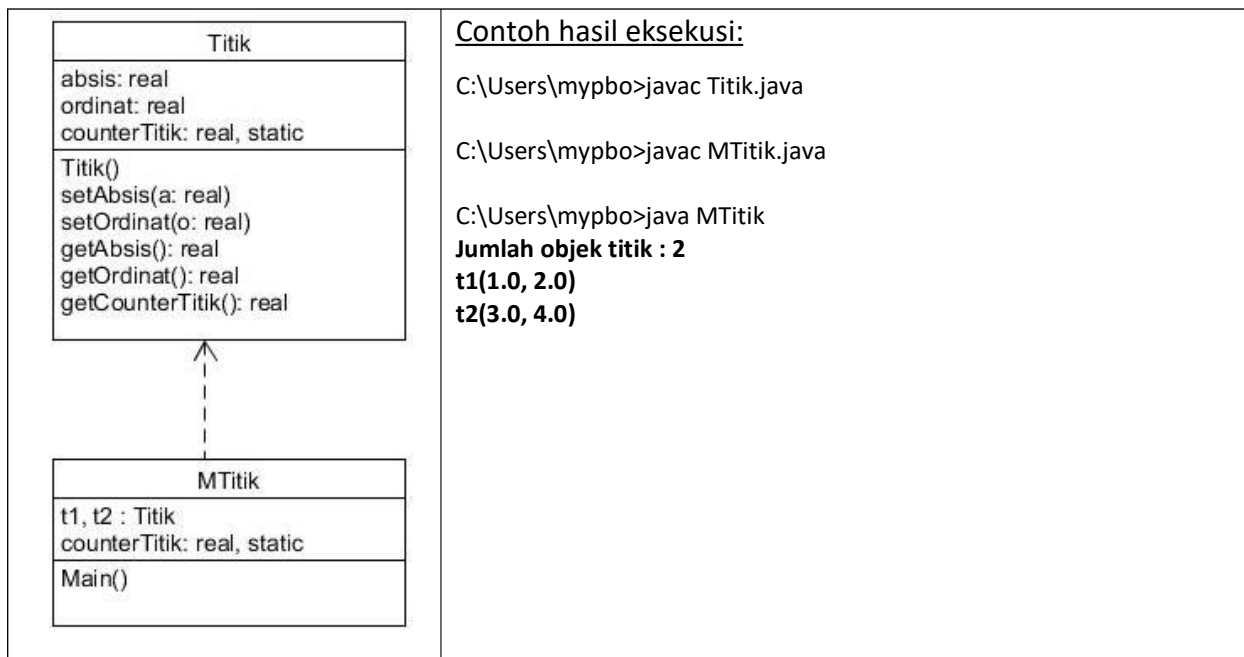 Titik
absis: real
ordinat: real
counterTitik: real, static
Titik()
setAbsis(a: real)
setOrdinat(o: real)
getAbsis(): real
getOrdinat(): real
getCounterTitik(): real
MTitik
t1, t2 : Titik
counterTitik: real, static
Main()
Contoh hasil eksekusi:
C:\Users\mypbo>javac Titik.java
C:\Users\mypbo>javac MTitik.java
C:\Users\mypbo>java MTitik
Jumlah objek titik : 2
t1(1.0, 2.0)
t2(3.0, 4.0)